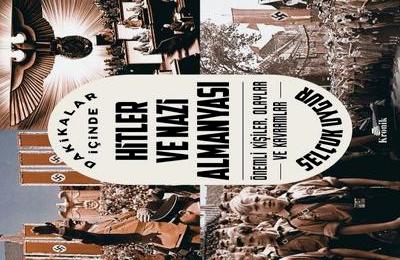 DAKİKALAR
İÇİNDE
HİTLER
VE NAZİ
ALMANYASI
ÖNEMLİ KİŞİLER, OLAYLAR
VE KAVRAMLAR
SELÇUK UYGUR
Kronik